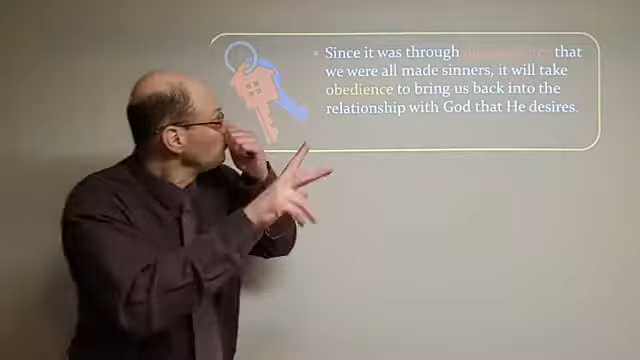 Since it was through that
we were all made sinners, it will take
obedience to bring us back into the
relationship with God that He desires.